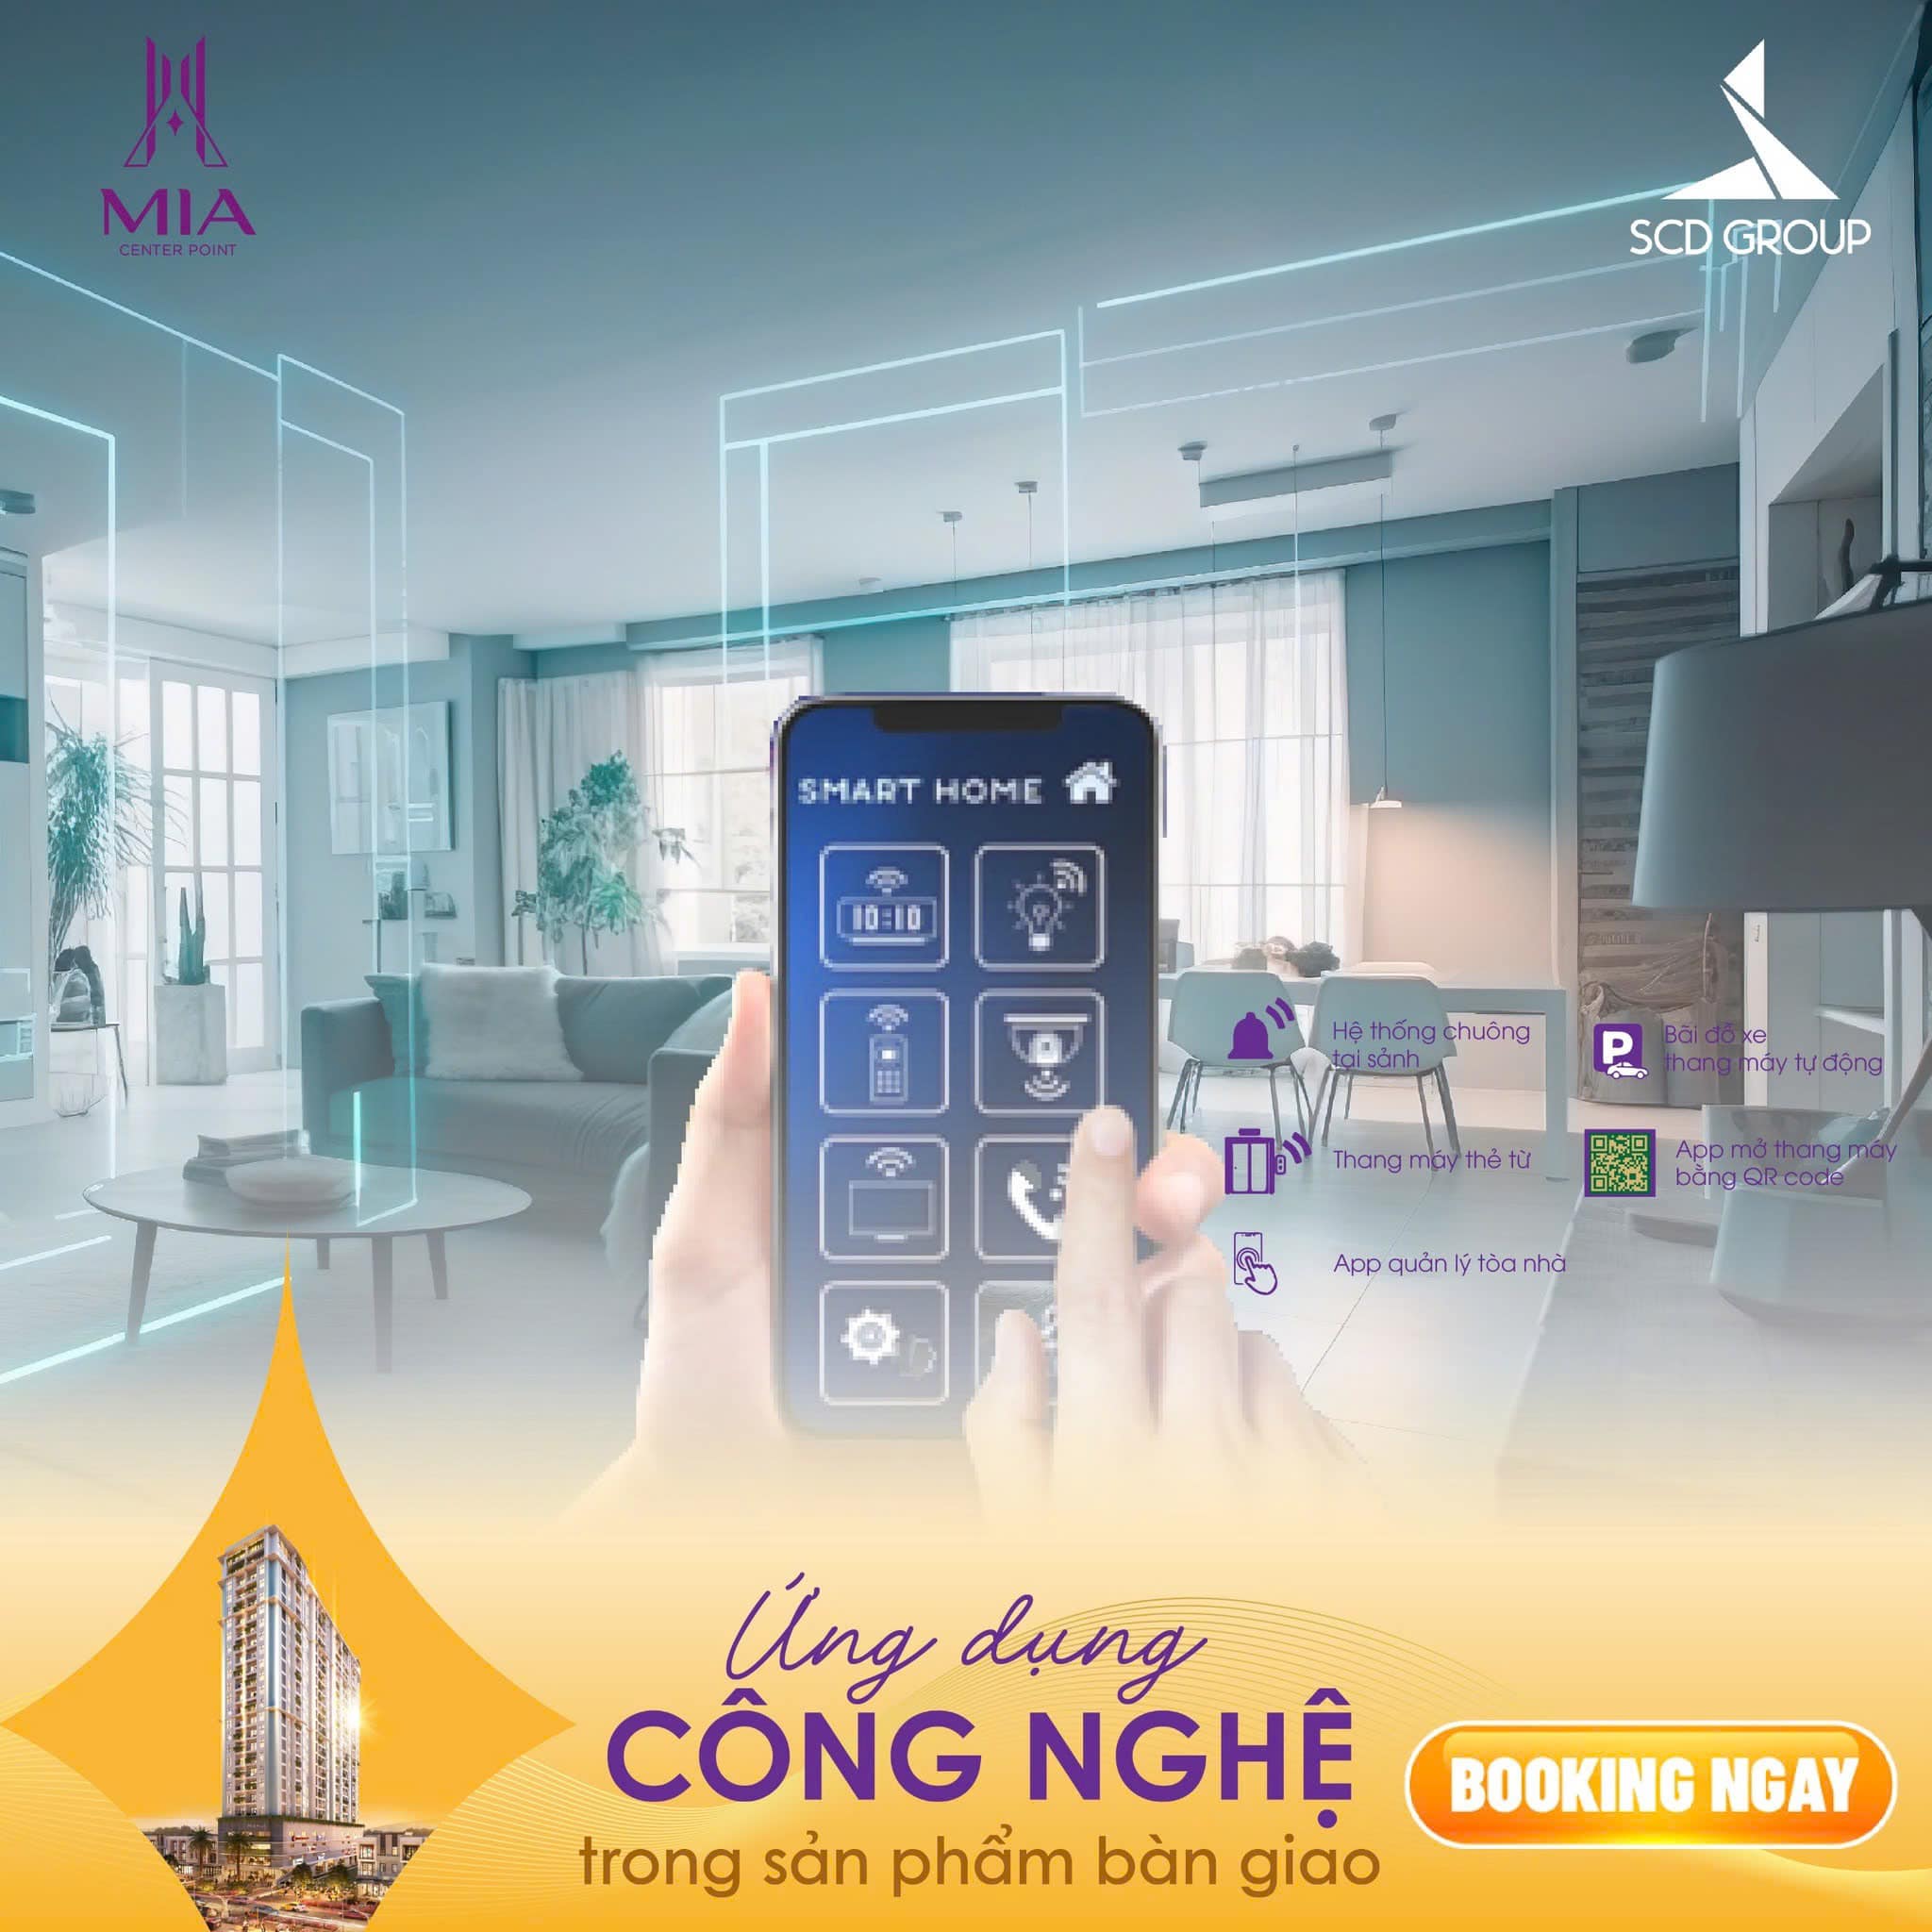 MIA
CENTER POINT
SCD GROUP
SMART HOME
10:10
Hệ thống chuông
tại sảnh
P
Bãi đỗ xe
thang máy tự động
Thang máy thẻ từ
App mở thang máy
bằng QR code
App quản lý tòa nhà
Ứng dụng
CÔNG NGHỆ
trong sản phẩm bàn giao
BOOKING NGAY